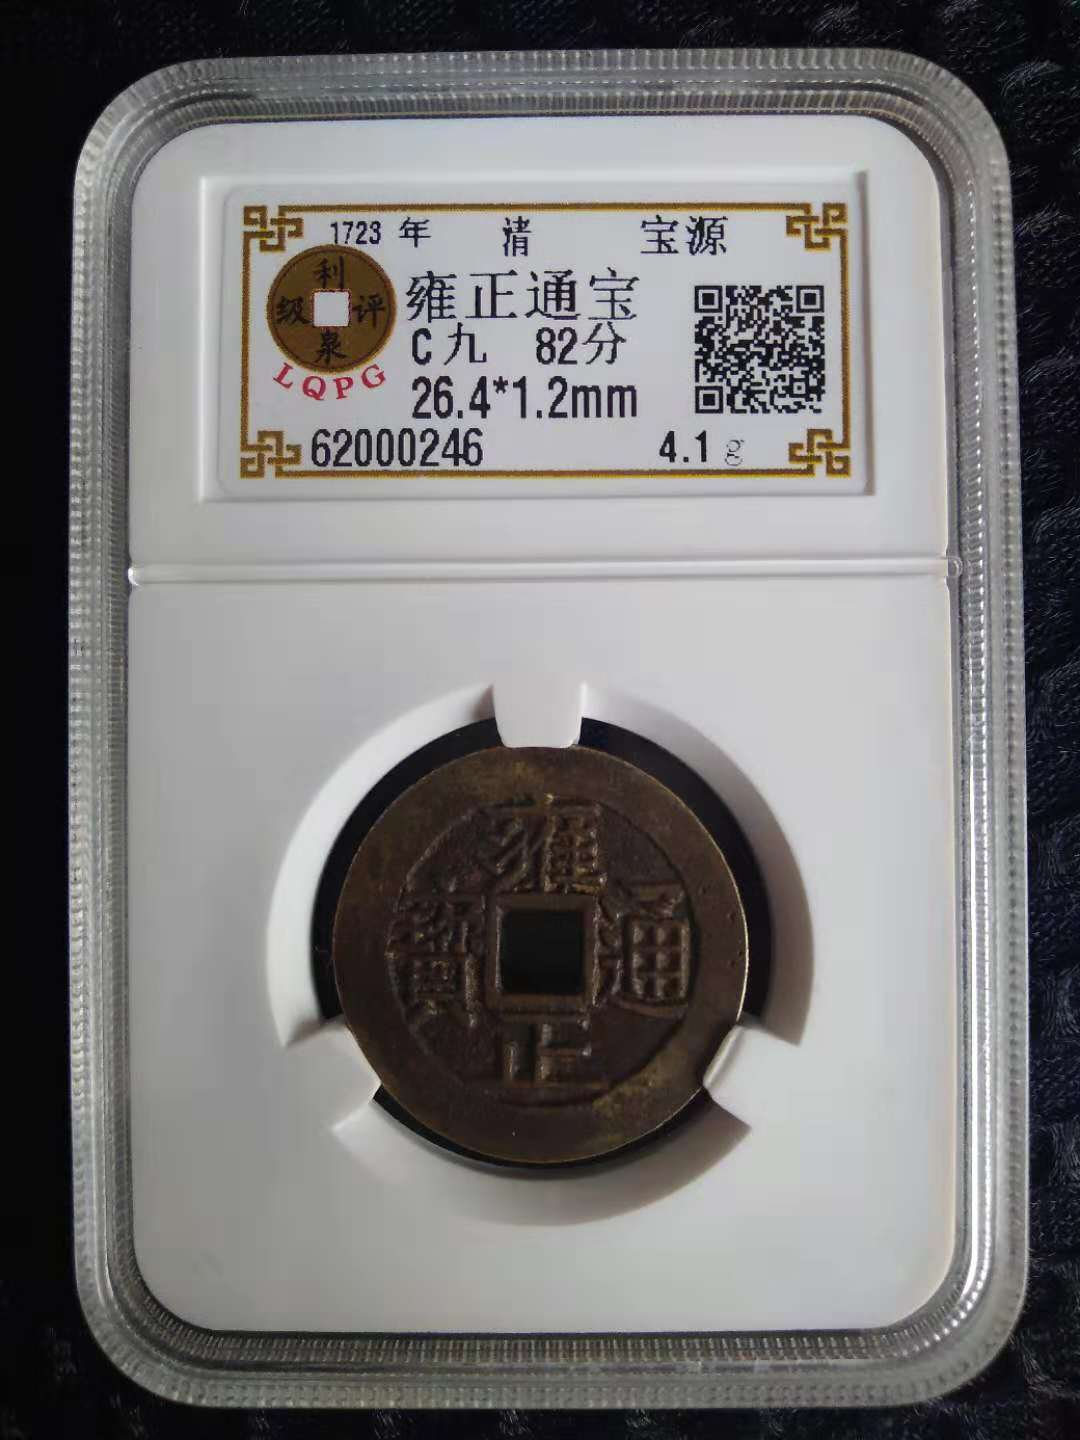 1723 年 清 宝源
利泉评级
LQPG
雍正通宝
C 九 82分
26.4*1.2mm
62000246 4.1 g
雍正通寶